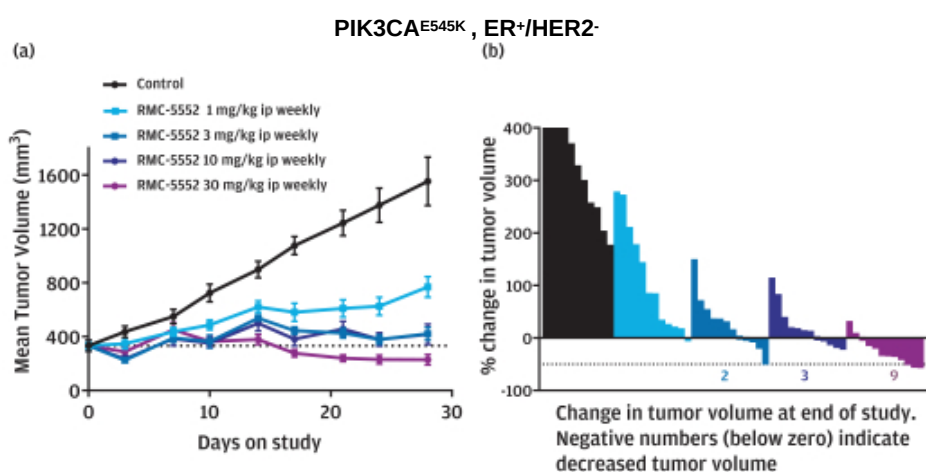 PIK3CAE545K , ER+/HER2-
(a)
Control
RMC-5552 1 mg/kg ip weekly
RMC-5552 3 mg/kg ip weekly
RMC-5552 10 mg/kg ip weekly
RMC-5552 30 mg/kg ip weekly
Mean Tumor Volume (mm³)
1600
1200
800
400
0
0 10 20 30
Days on study
(b)
% change in tumor volume
400
300
200
100
0
-100
2 3 9
Change in tumor volume at end of study.
Negative numbers (below zero) indicate
decreased tumor volume